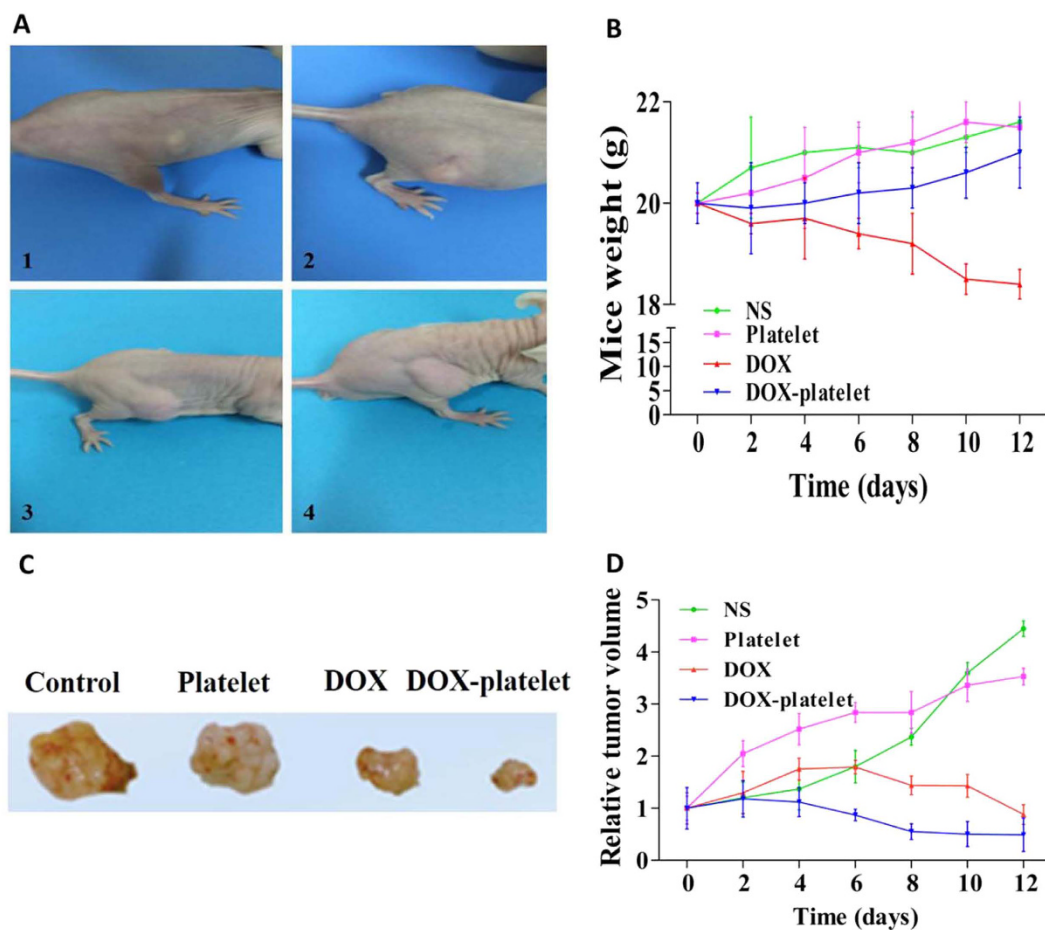 A
1
2
3
4
B
Mice weight (g)
22
20
18
15
10
5
0
NS
Platelet
DOX
DOX-platelet
0 2 4 6 8 10 12
Time (days)
C
Control Platelet DOX DOX-platelet
D
Relative tumor volume
5
4
3
2
1
0
NS
Platelet
DOX
DOX-platelet
0 2 4 6 8 10 12
Time (days)